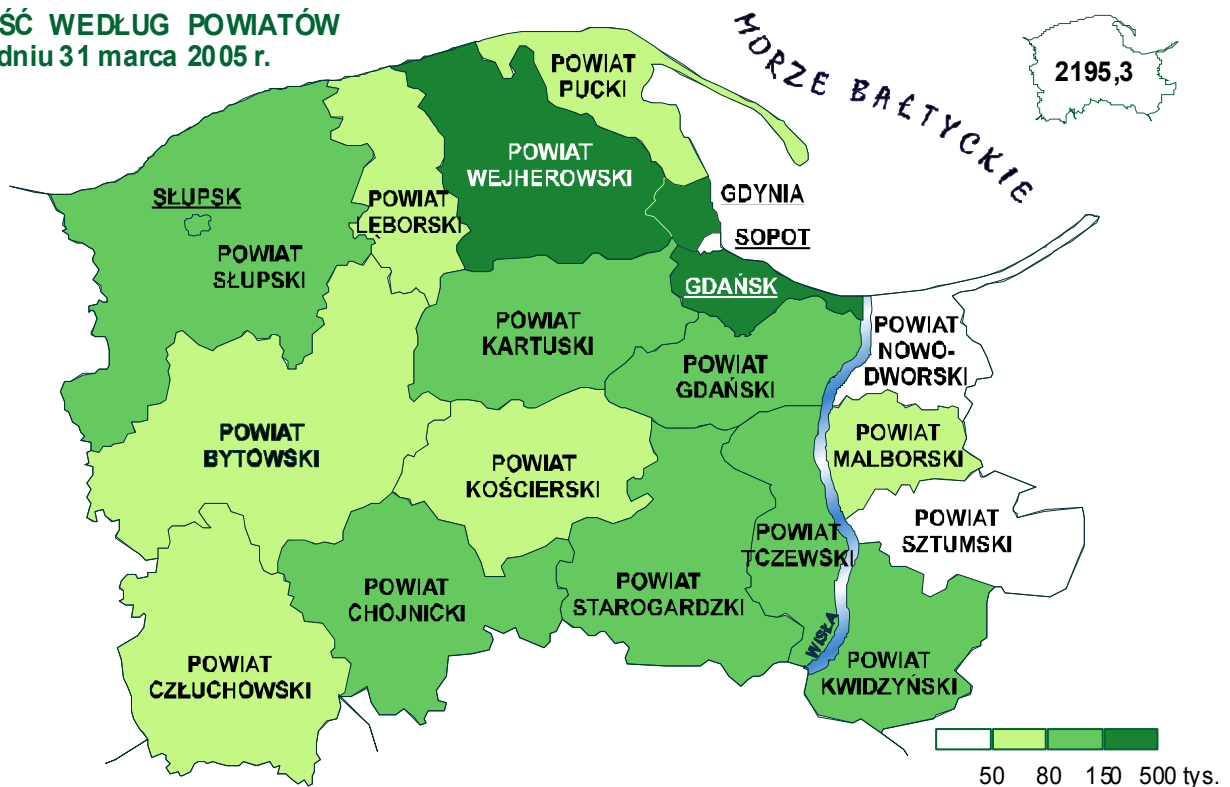 ŚĆ WEDŁUG POWIATÓW
dniu 31 marca 2005 r.
MORZE BAŁTYCKIE
2195,3
POWIAT
PUCKI
POWIAT
WEJHEROWSKI
GDYNIA
SOPOT
GDAŃSK
SŁUPSK
POWIAT
SŁUPSKI
POWIAT
LĘBORSKI
POWIAT
KARTUSKI
POWIAT
GDAŃSKI
POWIAT
NOWO-
DWORSKI
POWIAT
BYTOWSKI
POWIAT
KOŚCIERSKI
POWIAT
MALBORSKI
POWIAT
SZTUMSKI
POWIAT
TCZEWSKI
POWIAT
CHOJNICKI
POWIAT
STAROGARDZKI
WISŁA
POWIAT
CZŁUCHOWSKI
POWIAT
KWIDZYŃSKI
50 80 150 500 tys.